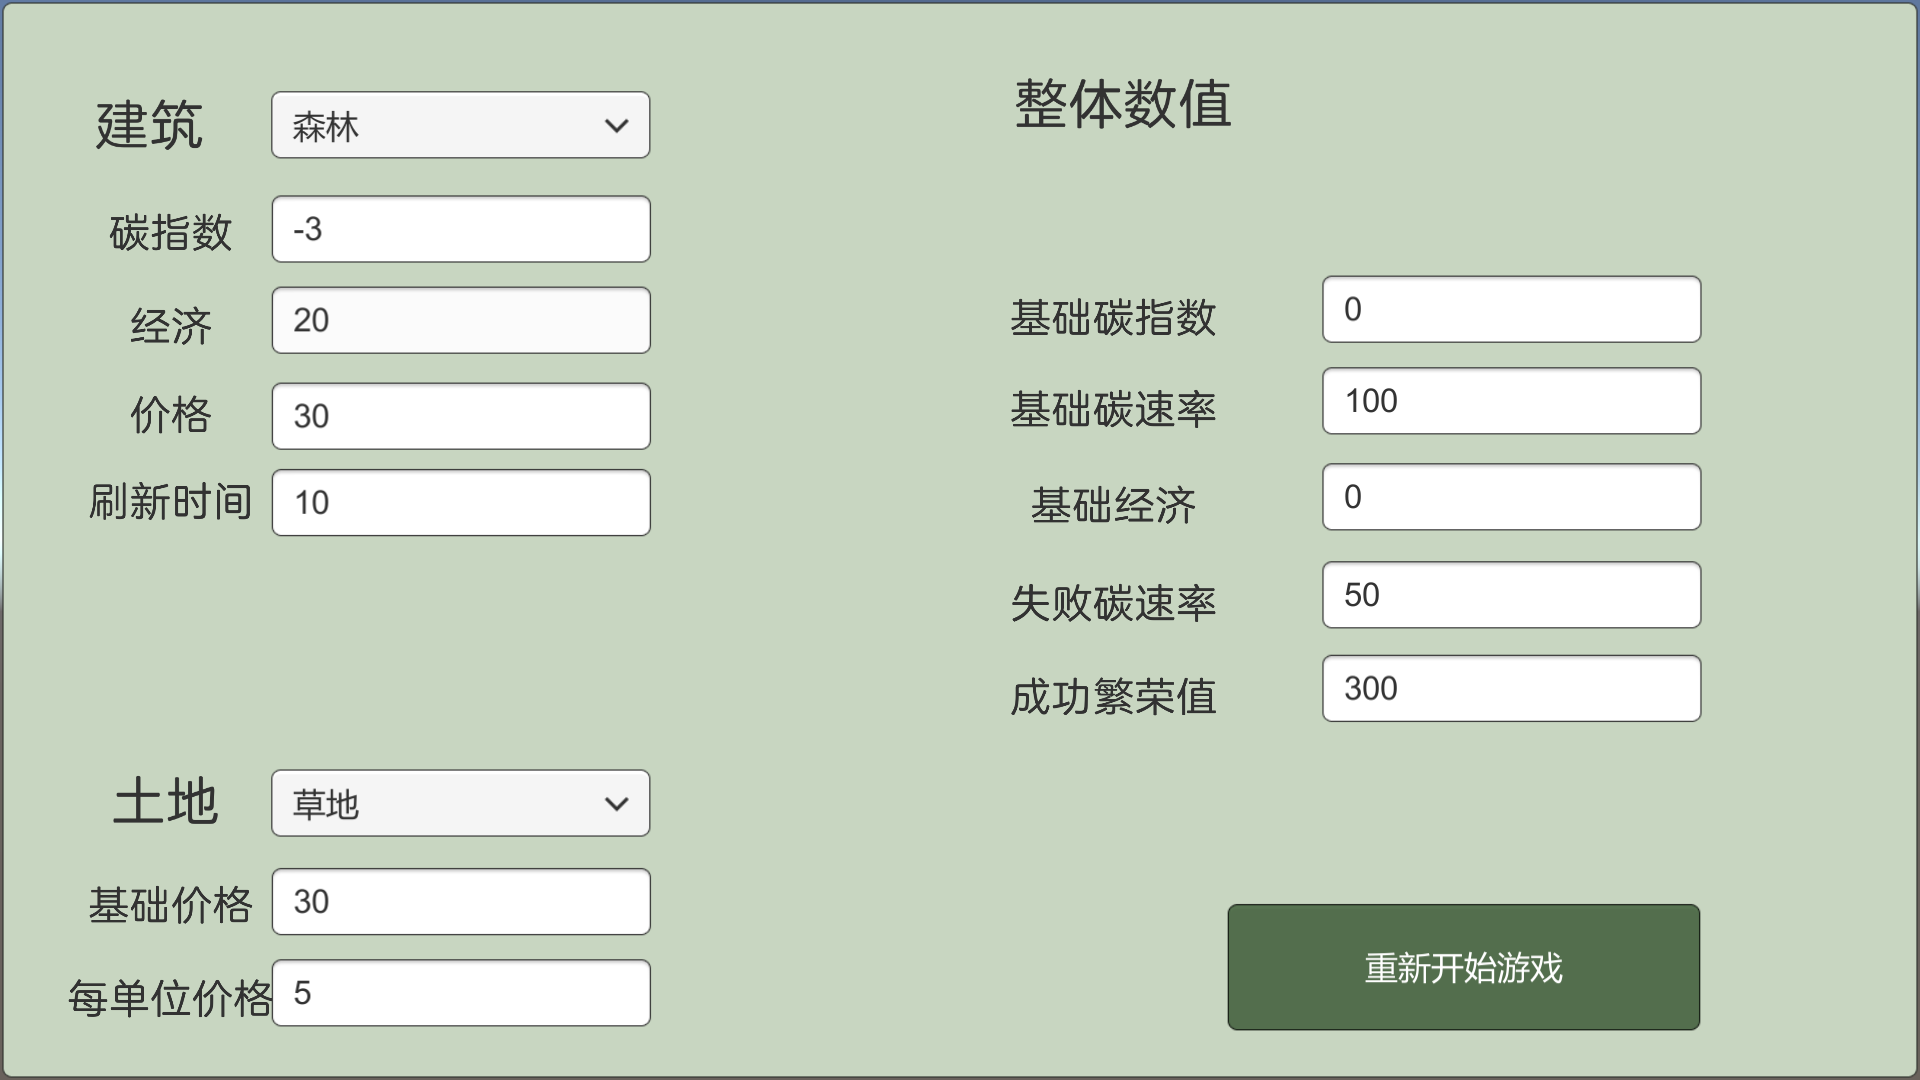 建筑
森林
碳指数
-3
经济
20
价格
30
刷新时间
10
土地
草地
基础价格
30
每单位价格
5
整体数值
基础碳指数
0
基础碳速率
100
基础经济
0
失败碳速率
50
成功繁荣值
300
重新开始游戏